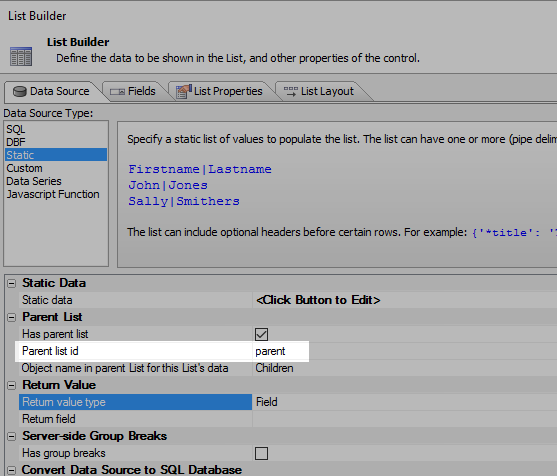 List Builder
List Builder
Define the data to be shown in the List, and other properties of the control.
Data Source Fields List Properties List Layout
Data Source Type:
SQL
DBF
Static
Custom
Data Series
Javascript Function
Specify a static list of values to populate the list. The list can have one or more (pipe delim
Firstname|Lastname
John|Jones
Sally|Smithers
The list can include optional headers before certain rows. For example: {'*title':
Static Data
Static data <Click Button to Edit>
Parent List
Has parent list
Parent list id parent
Object name in parent List for this List's data Children
Return Value
Return value type Field
Return field
Server-side Group Breaks
Has group breaks
Convert Data Source to SQL Database